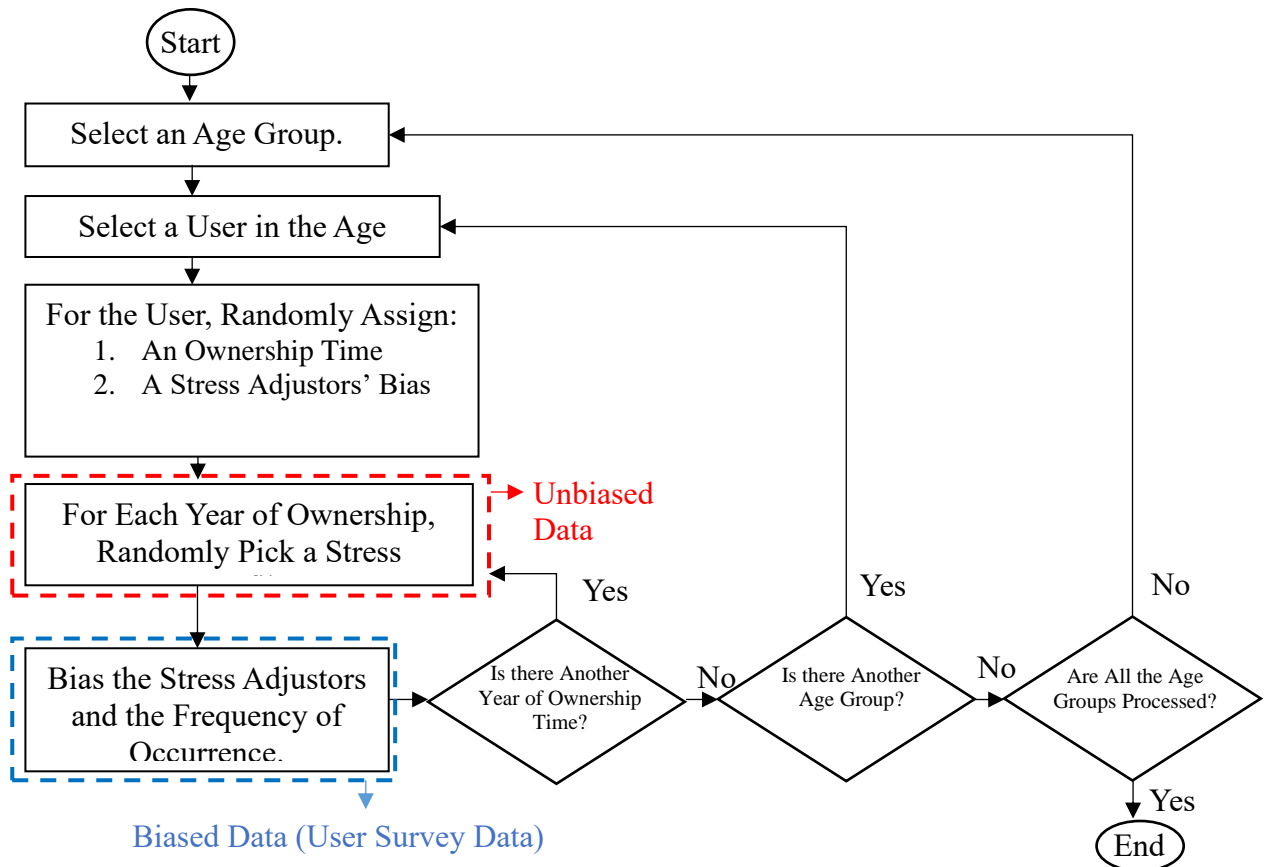 Start
Select an Age Group.
Select a User in the Age
For the User, Randomly Assign:
1. An Ownership Time
2. A Stress Adjustors’ Bias
For Each Year of Ownership,
Randomly Pick a Stress
Unbiased
Data
Bias the Stress Adjustors
and the Frequency of
Occurrence.
Biased Data (User Survey Data)
Is there Another
Year of Ownership
Time?
Yes
No
Is there Another
Age Group?
Yes
No
Are All the Age
Groups Processed?
No
Yes
End